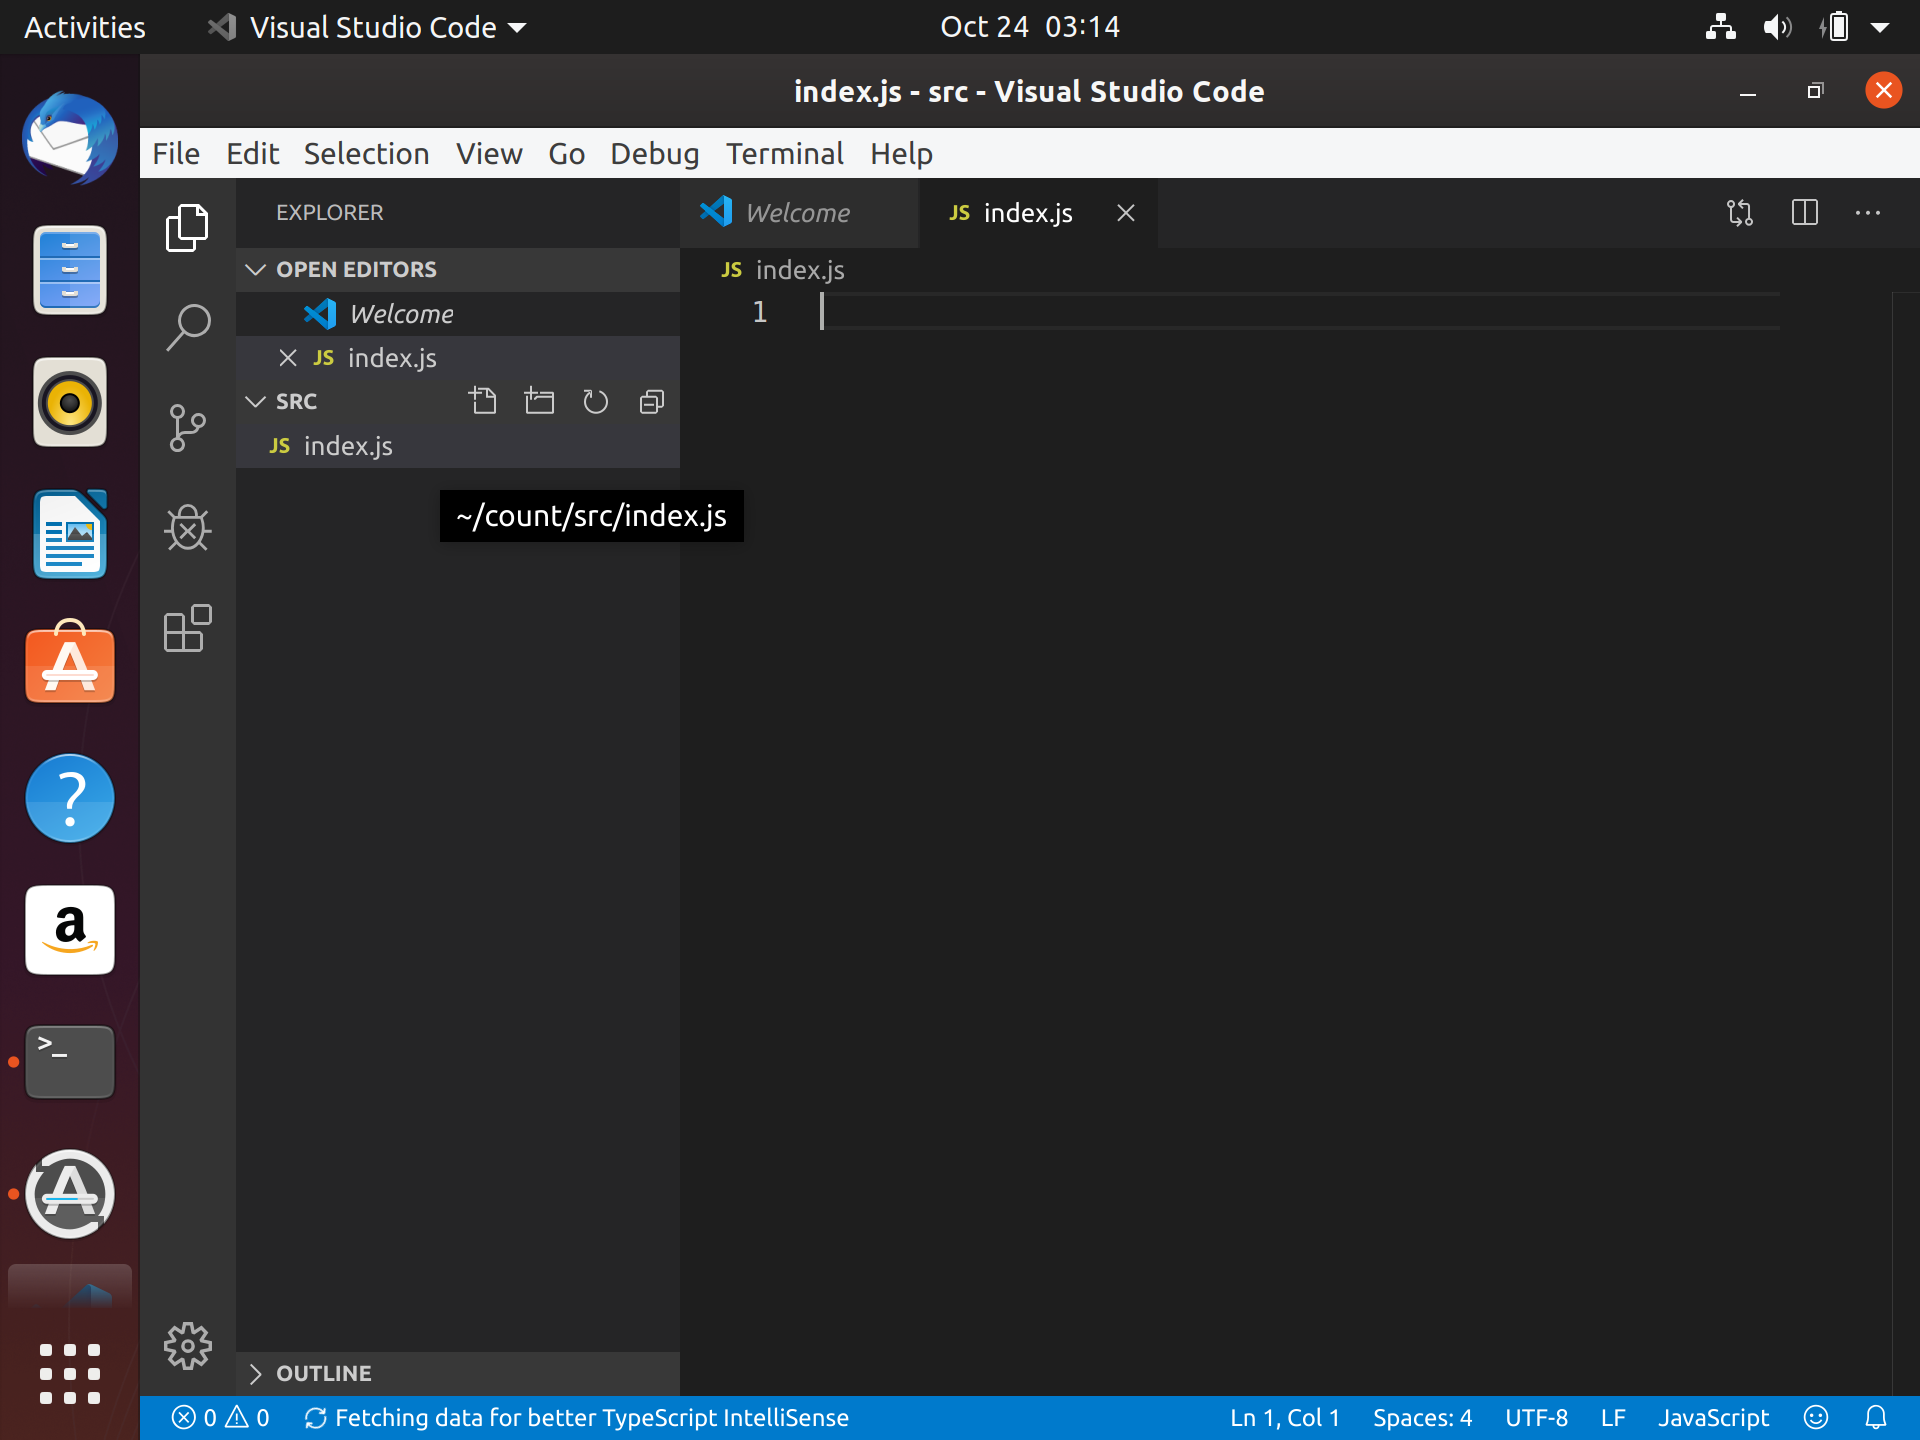 Activities Visual Studio Code Oct 24 03:14
index.js - src - Visual Studio Code
File Edit Selection View Go Debug Terminal Help
EXPLORER
OPEN EDITORS
Welcome
JS index.js
SRC
JS index.js
~/count/src/index.js
OUTLINE
Welcome JS index.js
JS index.js
1
?
a
>_
0 0 Fetching data for better TypeScript IntelliSense Ln 1, Col 1 Spaces: 4 UTF-8 LF JavaScript